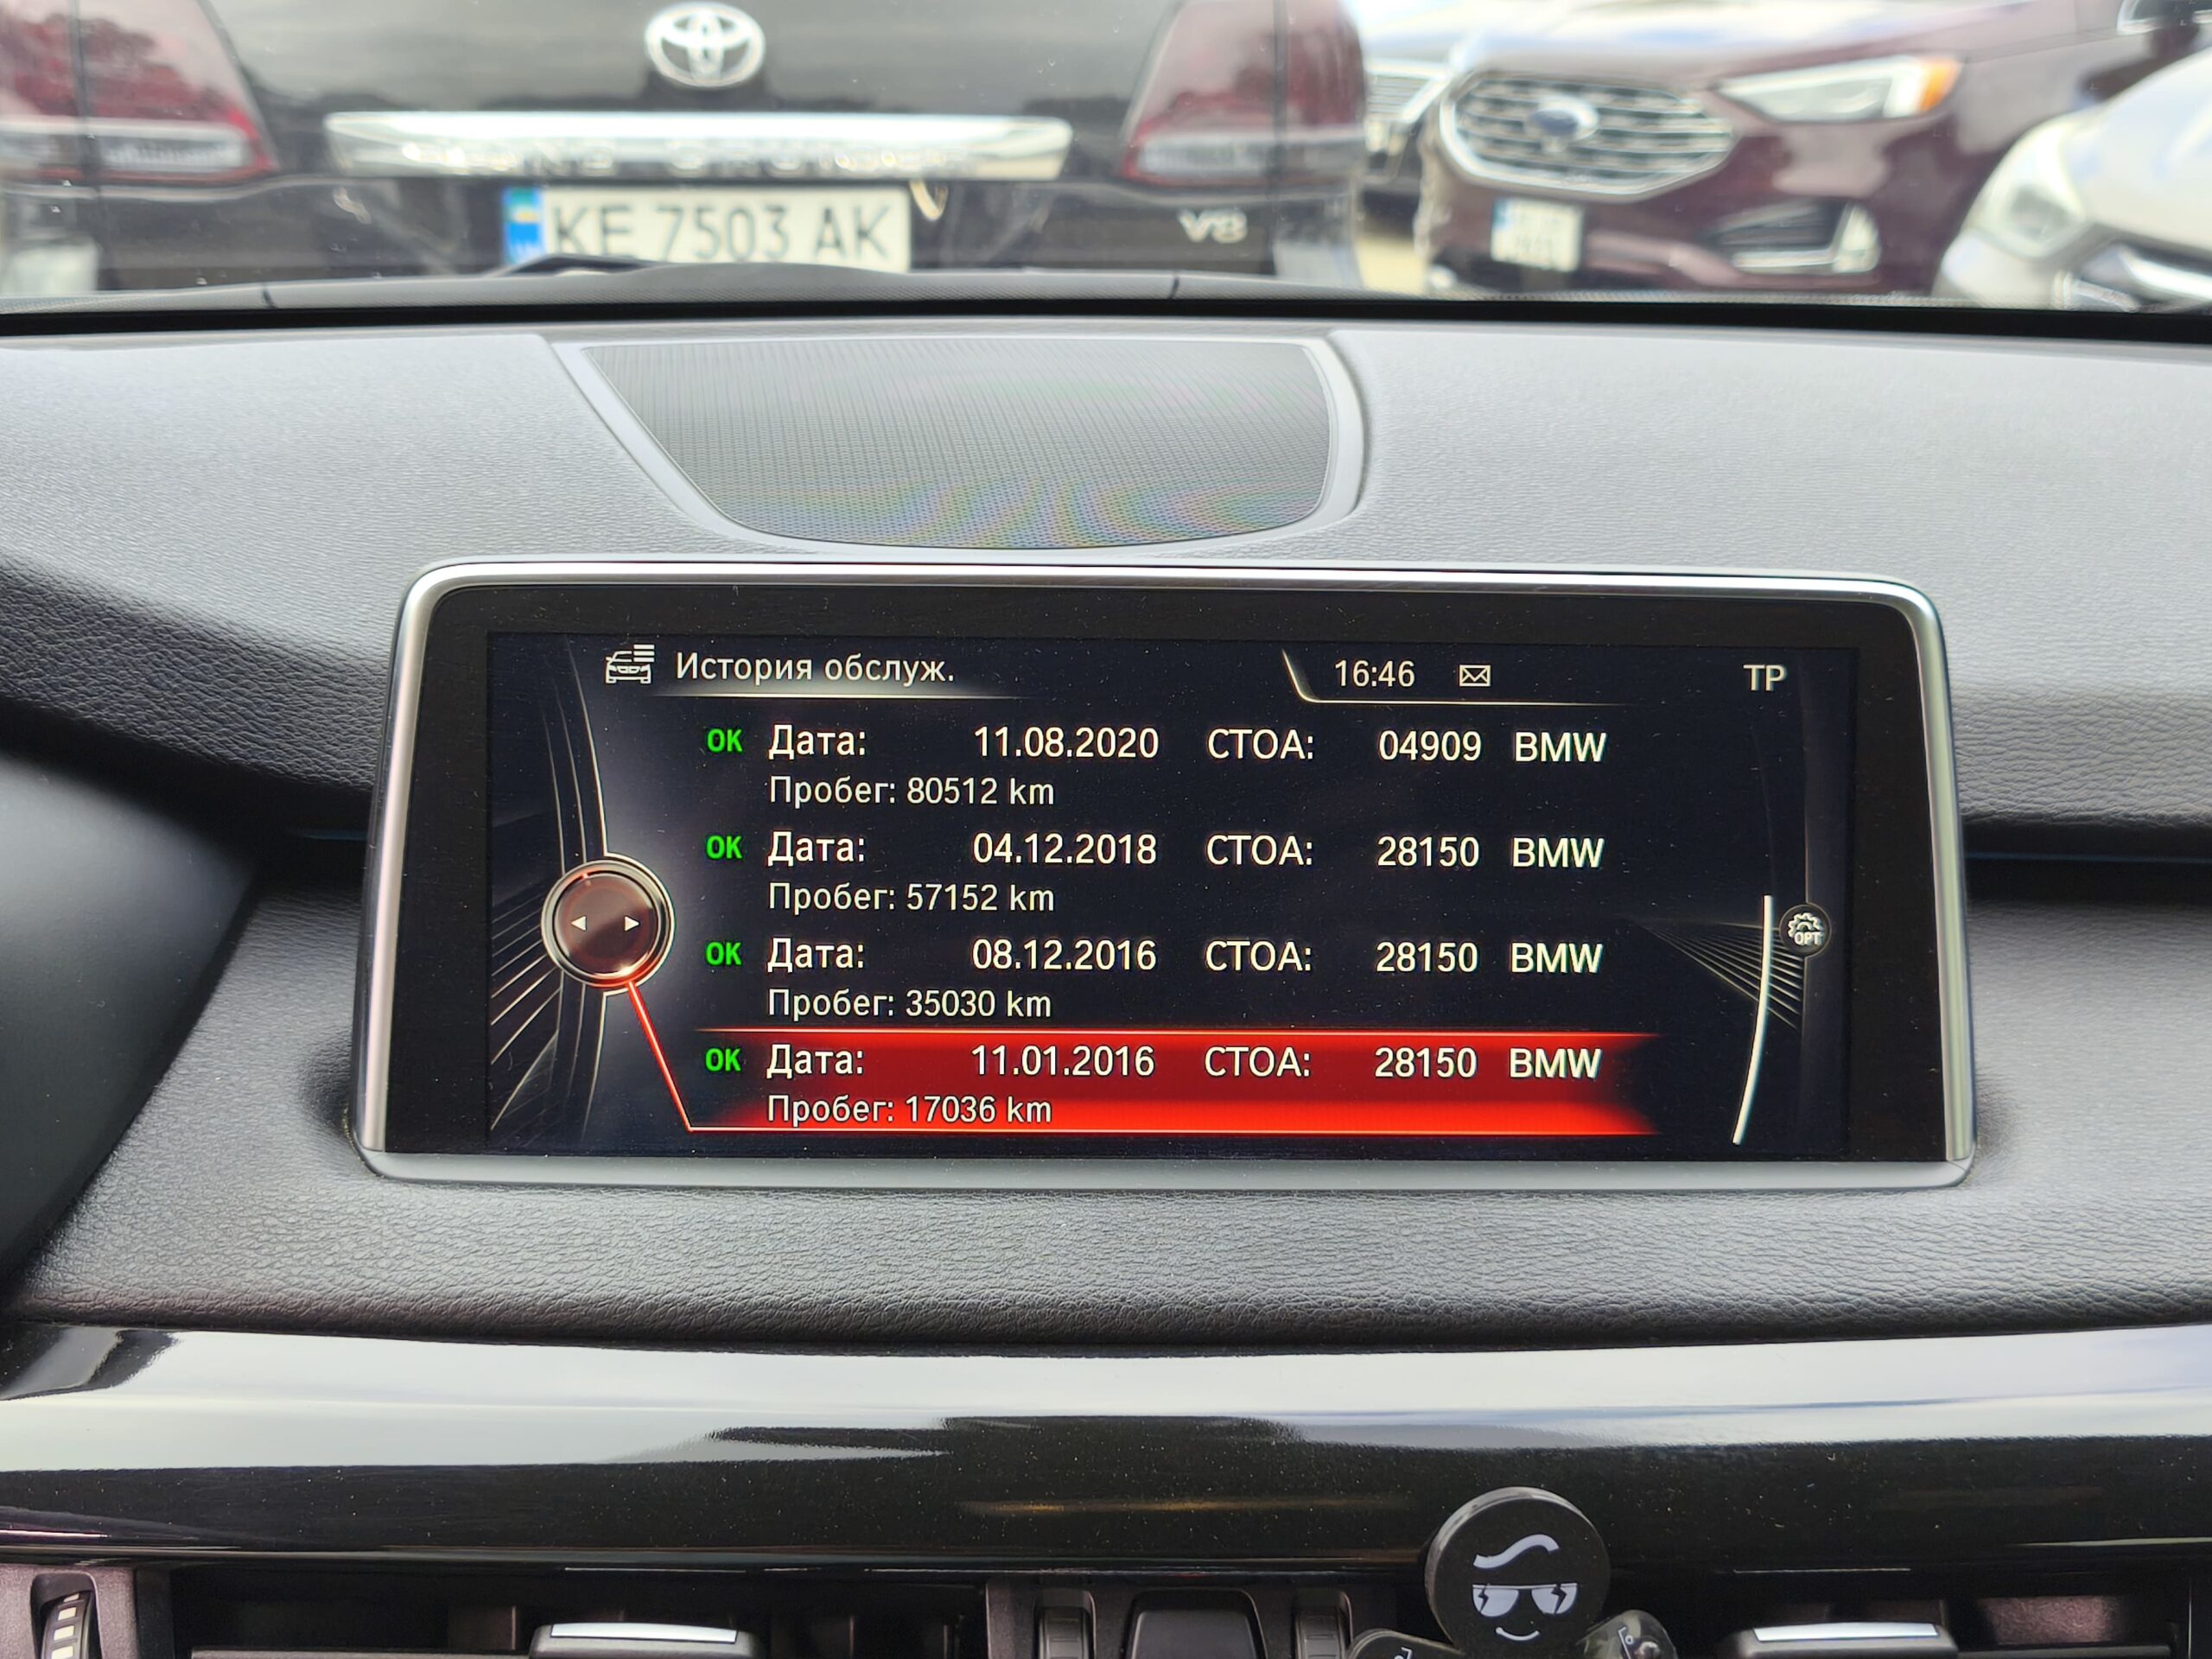 KE 7503 AK
V8
История обслуж.
16:46
TP
OK Дата: 11.08.2020 СТОА: 04909 BMW
Пробег: 80512 km
OK Дата: 04.12.2018 СТОА: 28150 BMW
Пробег: 57152 km
OK Дата: 08.12.2016 СТОА: 28150 BMW
Пробег: 35030 km
OPT
OK Дата: 11.01.2016 СТОА: 28150 BMW
Пробег: 17036 km